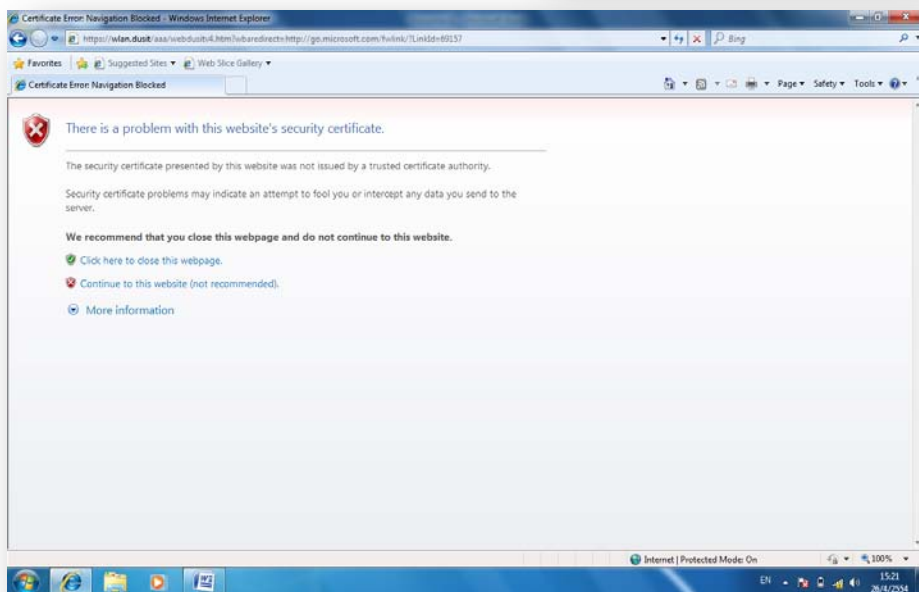 Certificate Error: Navigation Blocked - Windows Internet Explorer
https://wlan.dusit/aaa/webdusitv4.htm?wbaredirect=http://go.microsoft.com/fwlink/?LinkId=69157
Bing
Favorites Suggested Sites Web Slice Gallery
Certificate Error: Navigation Blocked
Page Safety Tools
There is a problem with this website's security certificate.
The security certificate presented by this website was not issued by a trusted certificate authority.
Security certificate problems may indicate an attempt to fool you or intercept any data you send to the
server.
We recommend that you close this webpage and do not continue to this website.
Click here to close this webpage.
Continue to this website (not recommended).
More information
Internet | Protected Mode: On
100%
EN
15:21
26/4/2554